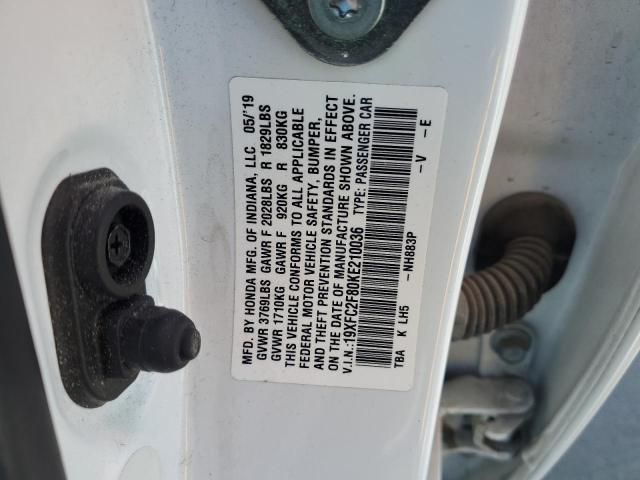 MFD. BY HONDA MFG. OF INDIANA, LLC 05/'19
GVWR 3769LBS GAWR F 2028LBS R 1829LBS
GVWR 1710KG GAWR F 920KG R 830KG
THIS VEHICLE CONFORMS TO ALL APPLICABLE
FEDERAL MOTOR VEHICLE SAFETY, BUMPER,
AND THEFT PREVENTION STANDARDS IN EFFECT
ON THE DATE OF MANUFACTURE SHOWN ABOVE.
V.I.N.:19XFC2F80KE210036 TYPE: PASSENGER CAR
TBA K LH5 –NH883P –V –E